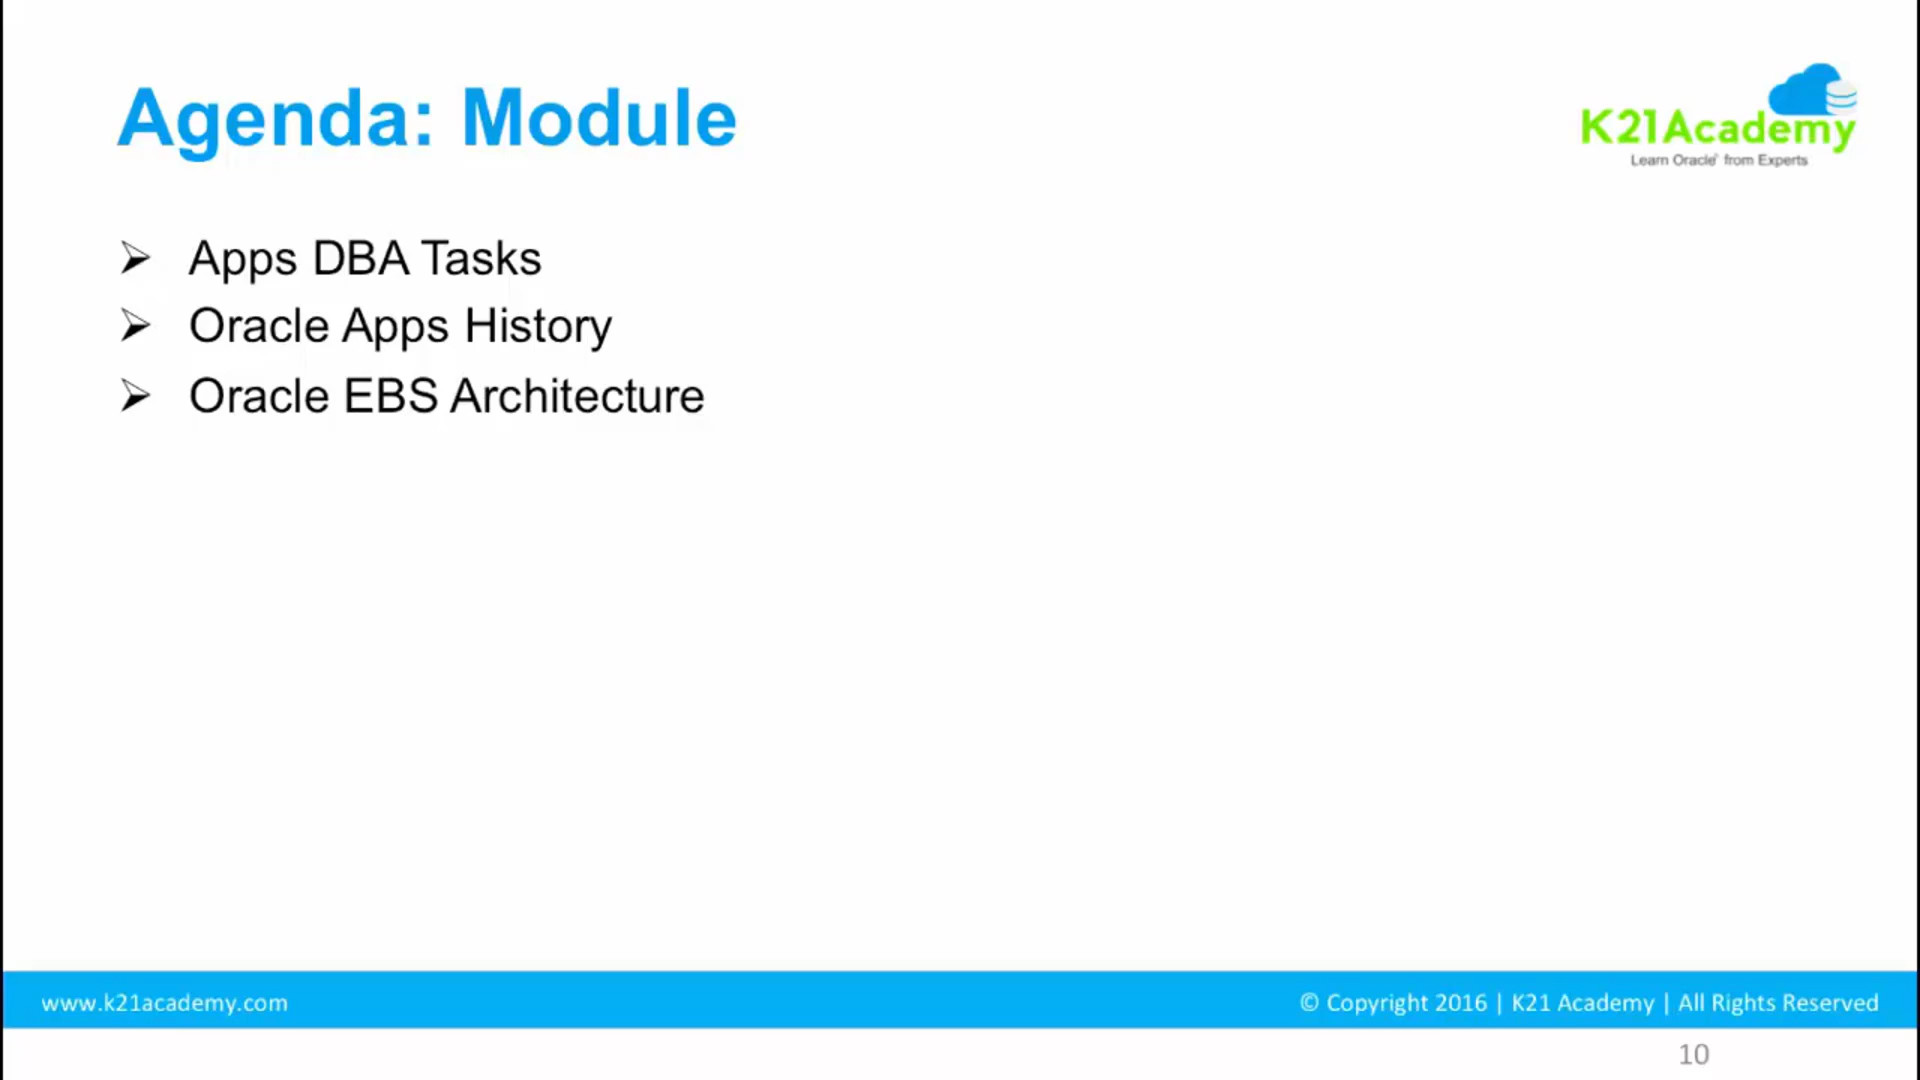 Agenda: Module
K21Academy
Learn Oracle® from Experts
➢ Apps DBA Tasks
➢ Oracle Apps History
➢ Oracle EBS Architecture
www.k21academy.com
© Copyright 2016 | K21 Academy | All Rights Reserved
10